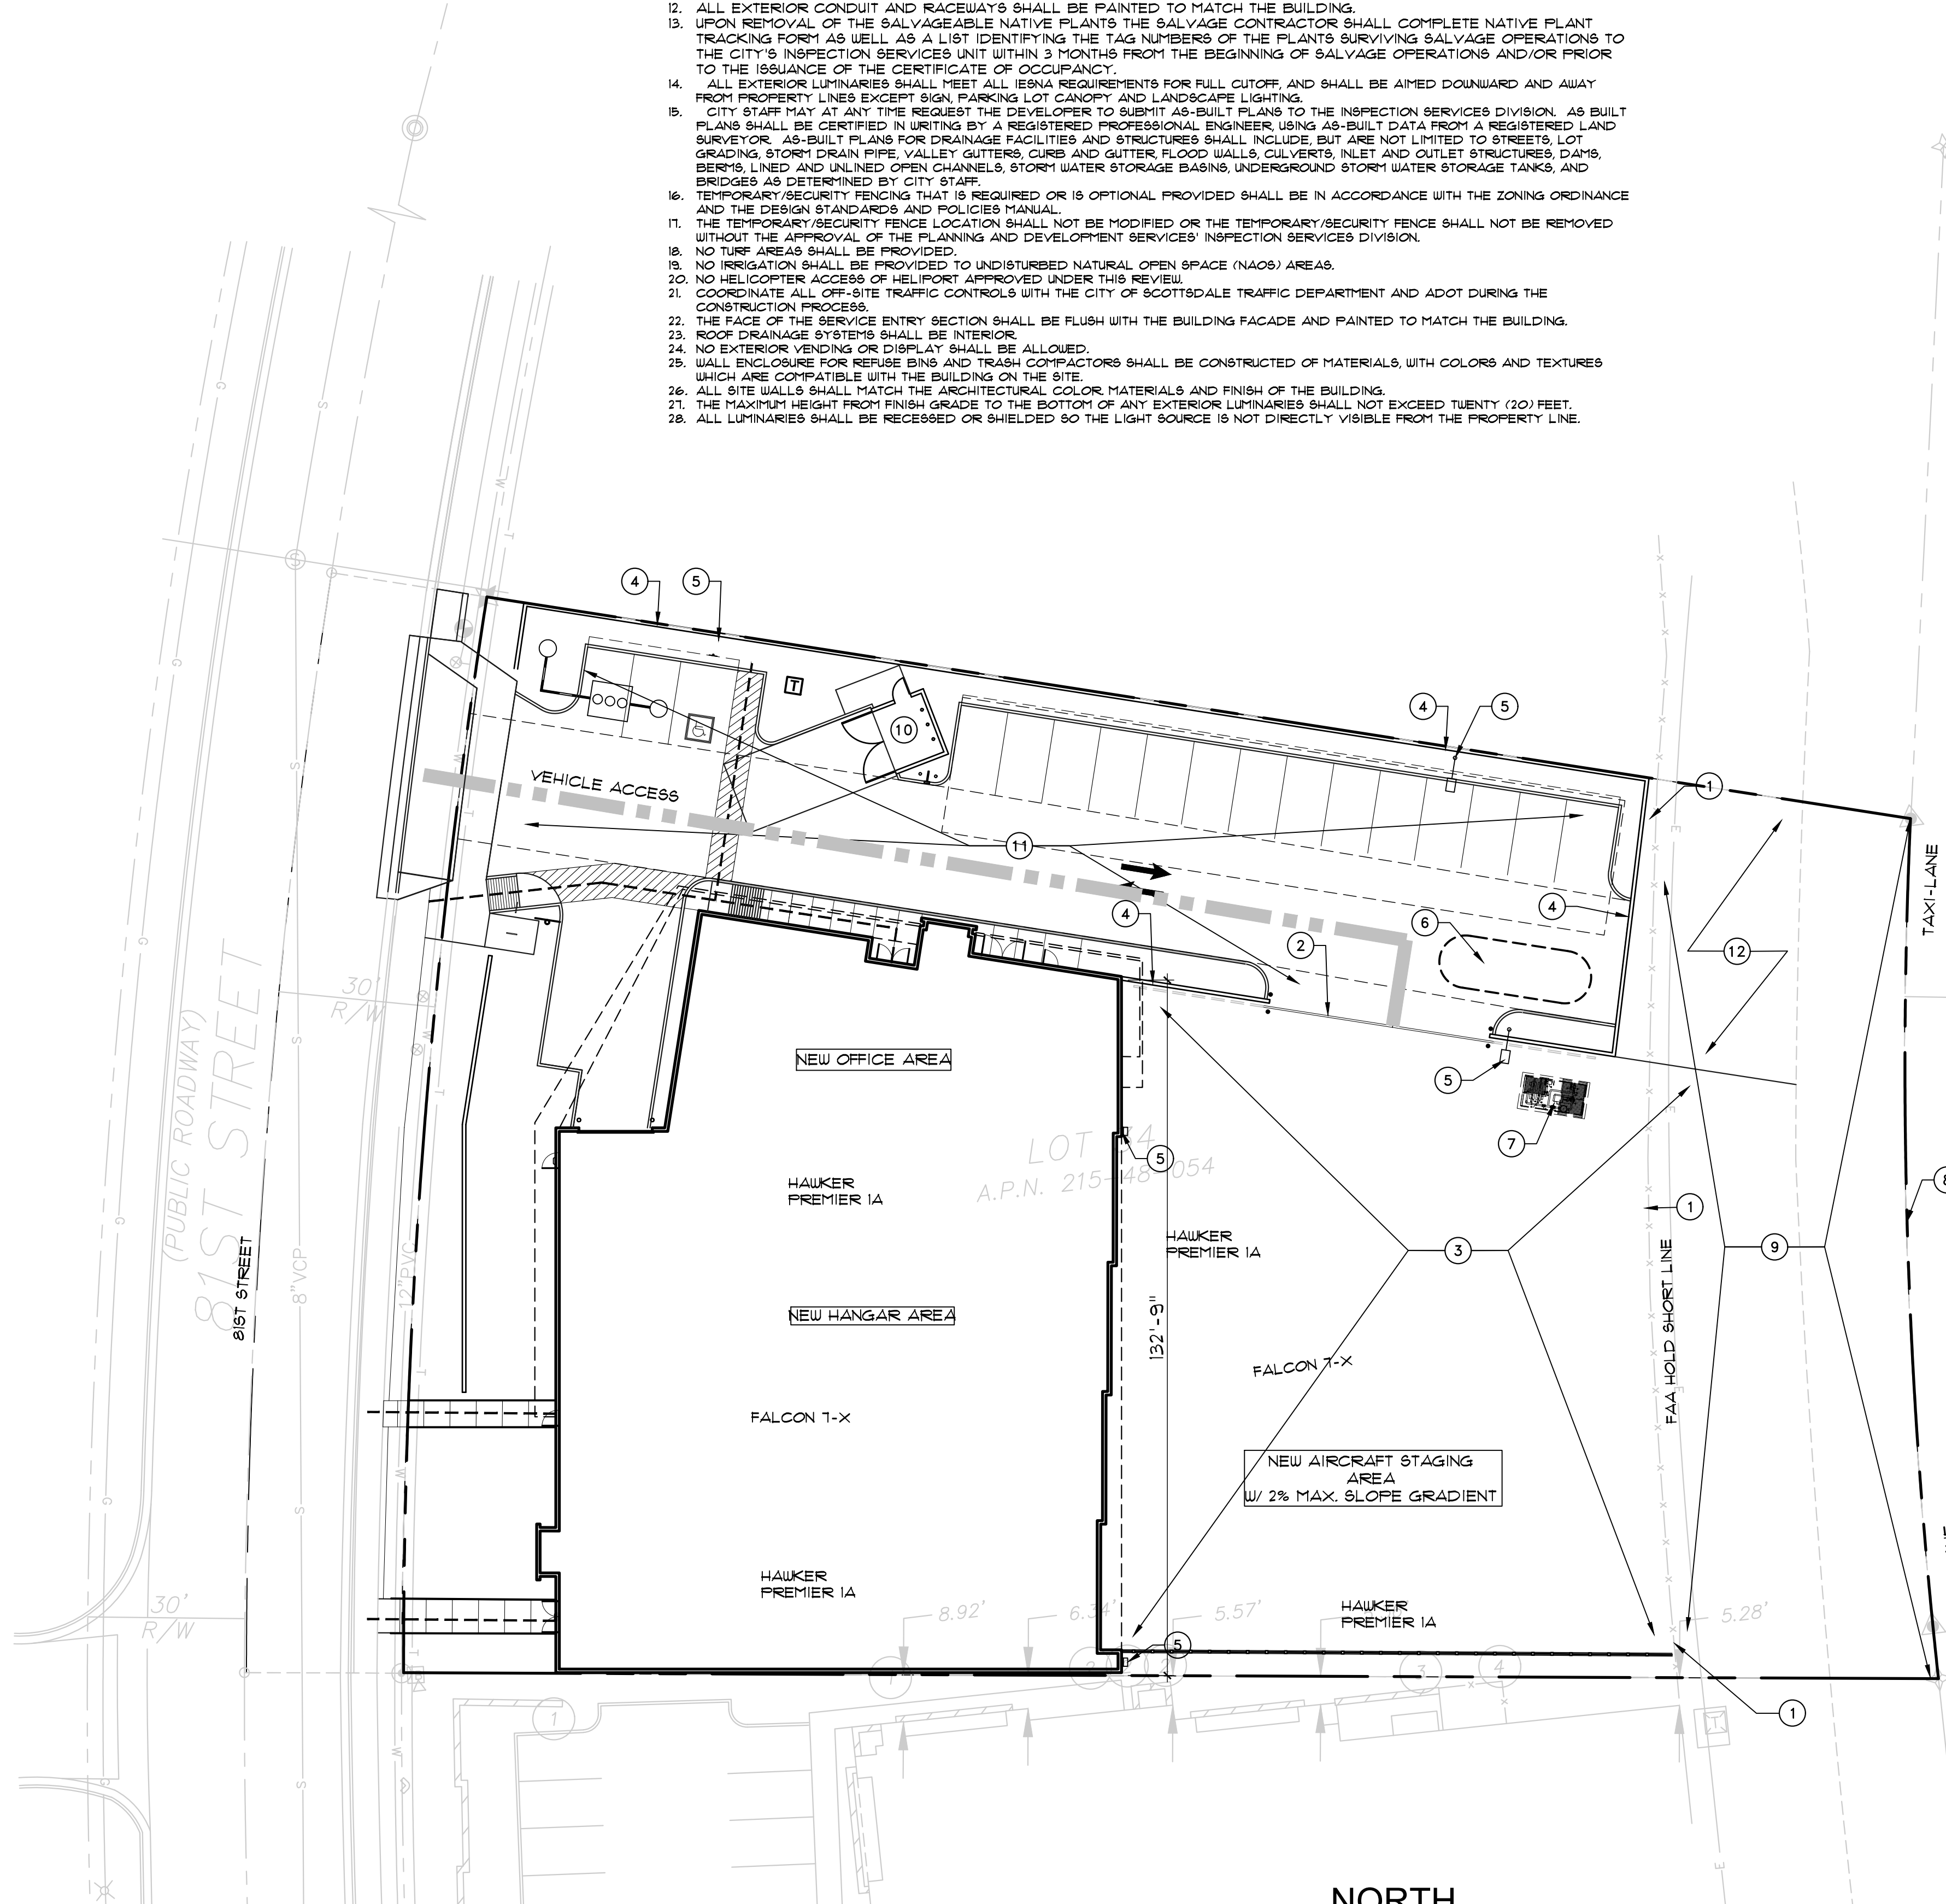 12. ALL EXTERIOR CONDUIT AND RACEWAYS SHALL BE PAINTED TO MATCH THE BUILDING.
13. UPON REMOVAL OF THE SALVAGEABLE NATIVE PLANTS THE SALVAGE CONTRACTOR SHALL COMPLETE NATIVE PLANT
TRACKING FORM AS WELL AS A LIST IDENTIFYING THE TAG NUMBERS OF THE PLANTS SURVIVING SALVAGE OPERATIONS TO
THE CITY'S INSPECTION SERVICES UNIT WITHIN 3 MONTHS FROM THE BEGINNING OF SALVAGE OPERATIONS AND/OR PRIOR
TO THE ISSUANCE OF THE CERTIFICATE OF OCCUPANCY.
14. ALL EXTERIOR LUMINARIES SHALL MEET ALL IESNA REQUIREMENTS FOR FULL CUTOFF, AND SHALL BE AIMED DOWNWARD AND AWAY
FROM PROPERTY LINES EXCEPT SIGN, PARKING LOT CANOPY AND LANDSCAPE LIGHTING.
15. CITY STAFF MAY AT ANY TIME REQUEST THE DEVELOPER TO SUBMIT AS-BUILT PLANS TO THE INSPECTION SERVICES DIVISION. AS BUILT
PLANS SHALL BE CERTIFIED IN WRITING BY A REGISTERED PROFESSIONAL ENGINEER, USING AS-BUILT DATA FROM A REGISTERED LAND
SURVEYOR. AS-BUILT PLANS FOR DRAINAGE FACILITIES AND STRUCTURES SHALL INCLUDE, BUT ARE NOT LIMITED TO STREETS, LOT
GRADING, STORM DRAIN PIPE, VALLEY GUTTERS, CURB AND GUTTER, FLOOD WALLS, CULVERTS, INLET AND OUTLET STRUCTURES, DAMS,
BERMS, LINED AND UNLINED OPEN CHANNELS, STORM WATER STORAGE BASINS, UNDERGROUND STORM WATER STORAGE TANKS, AND
BRIDGES AS DETERMINED BY CITY STAFF.
16. TEMPORARY/SECURITY FENCING THAT IS REQUIRED OR IS OPTIONAL PROVIDED SHALL BE IN ACCORDANCE WITH THE ZONING ORDINANCE
AND THE DESIGN STANDARDS AND POLICIES MANUAL.
17. THE TEMPORARY/SECURITY FENCE LOCATION SHALL NOT BE MODIFIED OR THE TEMPORARY/SECURITY FENCE SHALL NOT BE REMOVED
WITHOUT THE APPROVAL OF THE PLANNING AND DEVELOPMENT SERVICES' INSPECTION SERVICES DIVISION.
18. NO TURF AREAS SHALL BE PROVIDED.
19. NO IRRIGATION SHALL BE PROVIDED TO UNDISTURBED NATURAL OPEN SPACE (NAOS) AREAS.
20. NO HELICOPTER ACCESS OF HELIPORT APPROVED UNDER THIS REVIEW.
21. COORDINATE ALL OFF-SITE TRAFFIC CONTROLS WITH THE CITY OF SCOTTSDALE TRAFFIC DEPARTMENT AND ADOT DURING THE
CONSTRUCTION PROCESS.
22. THE FACE OF THE SERVICE ENTRY SECTION SHALL BE FLUSH WITH THE BUILDING FACADE AND PAINTED TO MATCH THE BUILDING.
23. ROOF DRAINAGE SYSTEMS SHALL BE INTERIOR.
24. NO EXTERIOR VENDING OR DISPLAY SHALL BE ALLOWED.
25. WALL ENCLOSURE FOR REFUSE BINS AND TRASH COMPACTORS SHALL BE CONSTRUCTED OF MATERIALS, WITH COLORS AND TEXTURES
WHICH ARE COMPATIBLE WITH THE BUILDING ON THE SITE.
26. ALL SITE WALLS SHALL MATCH THE ARCHITECTURAL COLOR, MATERIALS AND FINISH OF THE BUILDING.
27. THE MAXIMUM HEIGHT FROM FINISH GRADE TO THE BOTTOM OF ANY EXTERIOR LUMINARIES SHALL NOT EXCEED TWENTY (20) FEET.
28. ALL LUMINARIES SHALL BE RECESSED OR SHIELDED SO THE LIGHT SOURCE IS NOT DIRECTLY VISIBLE FROM THE PROPERTY LINE.
S
4
5
T
4
5
10
1
VEHICLE ACCESS
11
4
4
6
2
12
TAXI-LANE
30'
R/W
NEW OFFICE AREA
5
7
LOT 34
A.P.N. 215-48-054
5
8
1
HAWKER
PREMIER 1A
HAWKER
PREMIER 1A
3
9
(PUBLIC ROADWAY)
81ST STREET
81ST STREET
8"VCP
12"PVC
NEW HANGAR AREA
132'-9"
FAA HOLD SHORT LINE
FALCON 7-X
FALCON 7-X
NEW AIRCRAFT STAGING
AREA
W/ 2% MAX. SLOPE GRADIENT
HAWKER
PREMIER 1A
HAWKER
PREMIER 1A
30'
R/W
8.92'
6.34'
5.57'
5.28'
5
1
2
3
4
1
1
NORTH